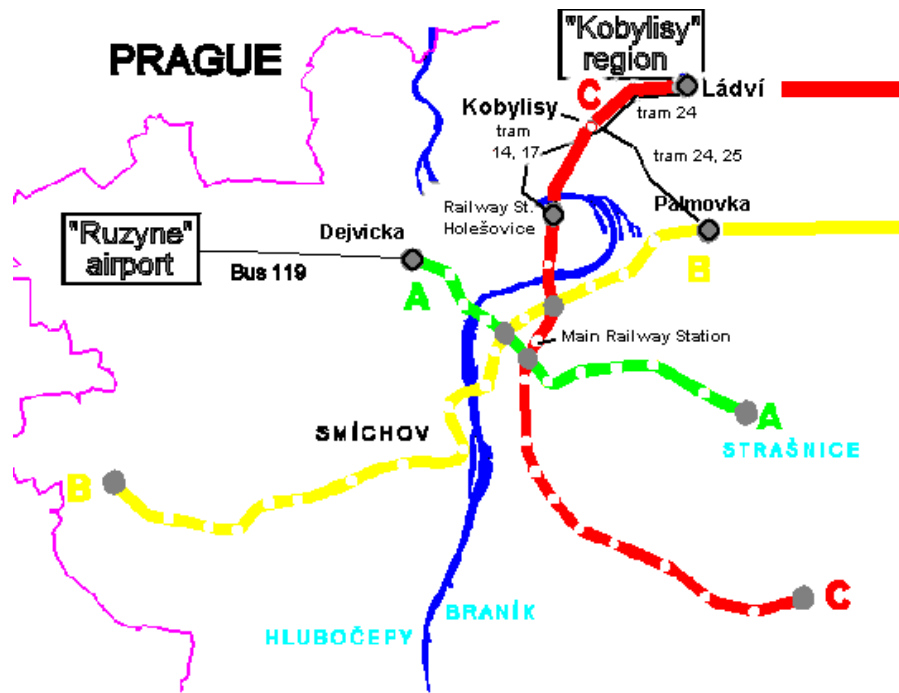 PRAGUE
"Kobylisy"
region
C
Ládví
Kobylisy
tram 24
tram
14, 17
tram 24, 25
Railway St.
Holešovice
Palmovka
"Ruzyne"
airport
Dejvicka
Bus 119
B
A
Main Railway Station
SMÍCHOV
A
STRAŠNICE
B
C
BRANÍK
HLUBOČEPY